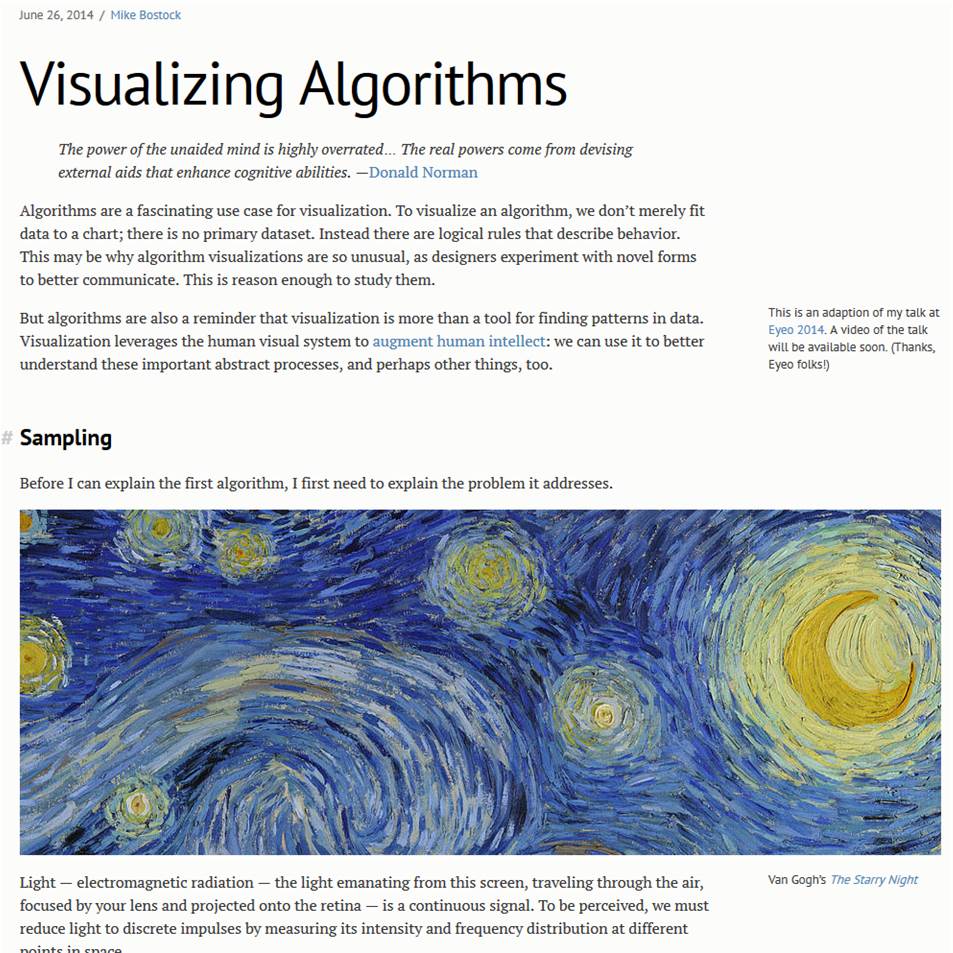 June 26, 2014 / Mike Bostock
Visualizing Algorithms
The power of the unaided mind is highly overrated… The real powers come from devising
external aids that enhance cognitive abilities. —Donald Norman
Algorithms are a fascinating use case for visualization. To visualize an algorithm, we don’t merely fit
data to a chart; there is no primary dataset. Instead there are logical rules that describe behavior.
This may be why algorithm visualizations are so unusual, as designers experiment with novel forms
to better communicate. This is reason enough to study them.
But algorithms are also a reminder that visualization is more than a tool for finding patterns in data.
Visualization leverages the human visual system to augment human intellect: we can use it to better
understand these important abstract processes, and perhaps other things, too.
This is an adaption of my talk at
Eyeo 2014. A video of the talk
will be available soon. (Thanks,
Eyeo folks!)
# Sampling
Before I can explain the first algorithm, I first need to explain the problem it addresses.
Light — electromagnetic radiation — the light emanating from this screen, traveling through the air,
focused by your lens and projected onto the retina — is a continuous signal. To be perceived, we must
reduce light to discrete impulses by measuring its intensity and frequency distribution at different
points in space.
Van Gogh’s The Starry Night